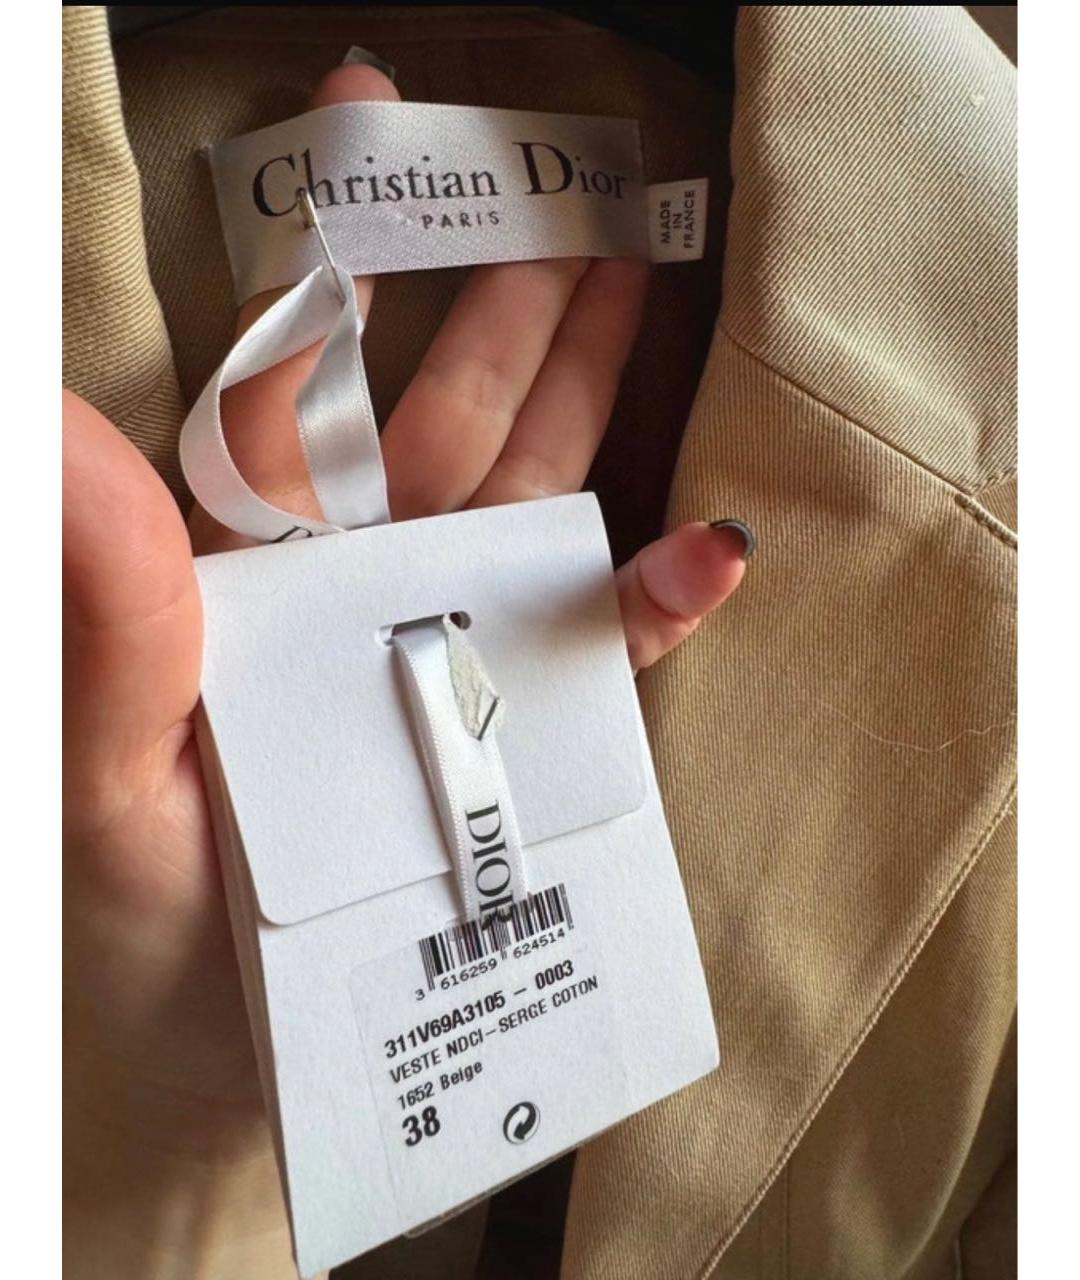 Christian Dior
PARIS
MADE
IN
FRANCE
DIOR
3 616259 624514
311V69A3105 - 0003
VESTE NDCI-SERGE COTON
1652 Beige
38